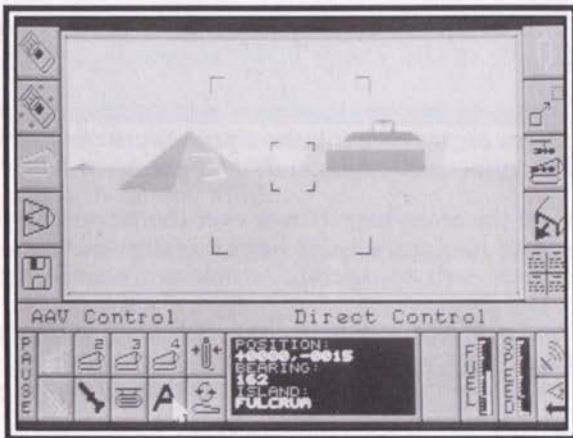 AAV Control Direct Control
PAUSE
2 3 4
A
POSITION:
+0000,-0015
BEARING:
162
ISLAND:
FULCRUM
FUEL
SPEED